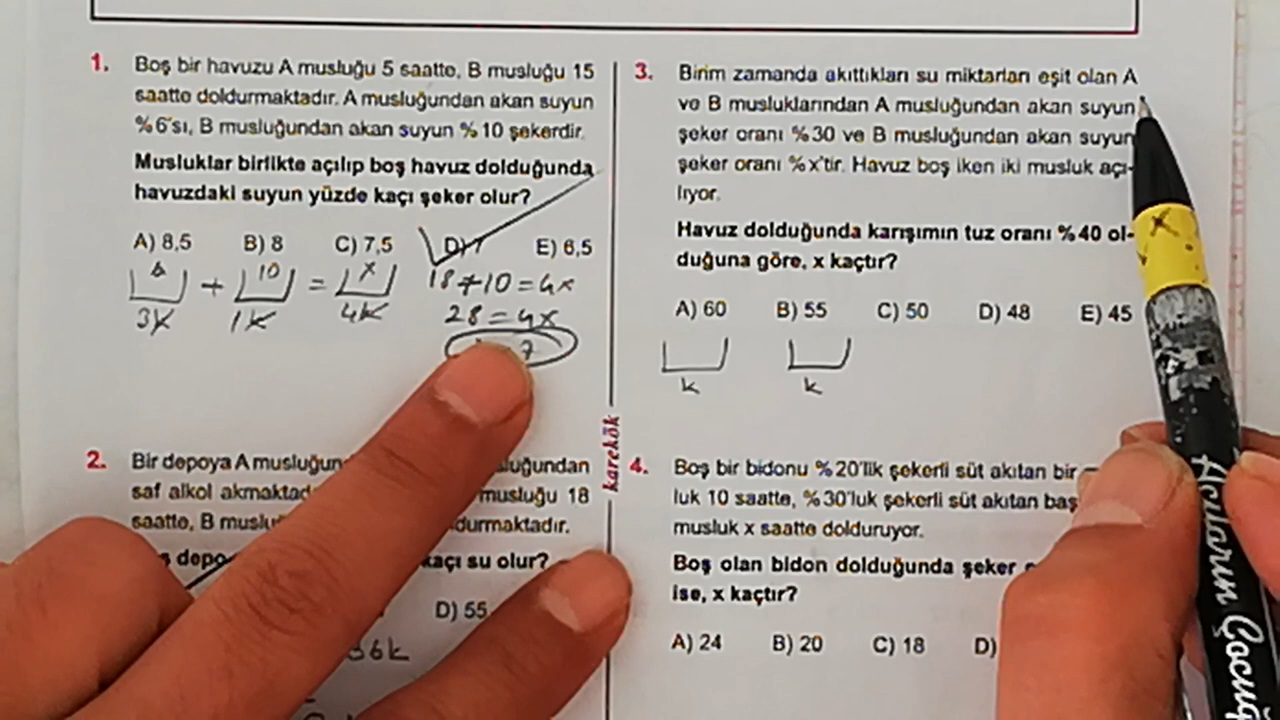 1. Boş bir havuzu A musluğu 5 saatte, B musluğu 15
saatte doldurmaktadır. A musluğundan akan suyun
%6'sı, B musluğundan akan suyun %10 şekerdir.
Musluklar birlikte açılıp boş havuz dolduğunda
havuzdaki suyun yüzde kaçı şeker olur?
A) 8,5 B) 8 C) 7,5 D) 7 E) 6,5
6 + 10 = x
3k 1k 4k
18+10=4x
28=4x
7
2. Bir depoya A musluğun
luğundan
saf alkol akmaktad
musluğu 18
saatte, B muslu
durmaktadır.
depo
kaçı su olur?
D) 55
36k
karekök
3. Birim zamanda akıttıkları su miktarları eşit olan A
ve B musluklarından A musluğundan akan suyun
şeker oranı %30 ve B musluğundan akan suyun
şeker oranı %x'tir. Havuz boş iken iki musluk açı-
lıyor.
Havuz dolduğunda karışımın tuz oranı %40 ol-
duğuna göre, x kaçtır?
A) 60 B) 55 C) 50 D) 48 E) 45
k k
4. Boş bir bidonu %20'lik şekerli süt akıtan bir
luk 10 saatte, %30'luk şekerli süt akıtan baş
musluk x saatte dolduruyor.
Boş olan bidon dolduğunda şeker
ise, x kaçtır?
A) 24 B) 20 C) 18 D)
Acuların Çocuğ